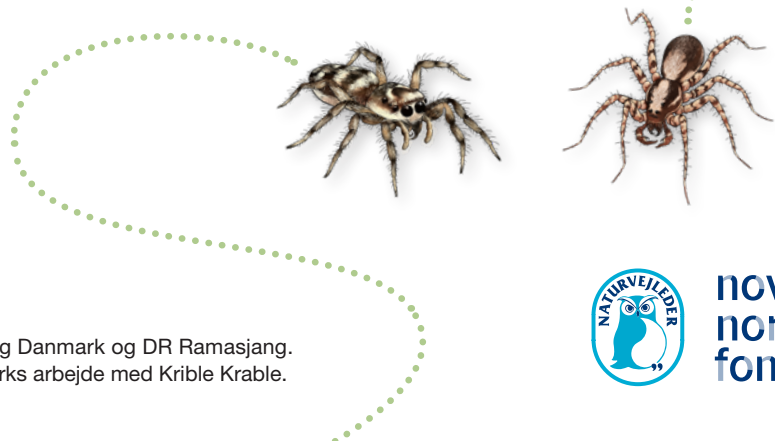 g Danmark og DR Ramasjang.
rks arbejde med Krible Krable.
NATURVEJLEDER
nov
nor
fon